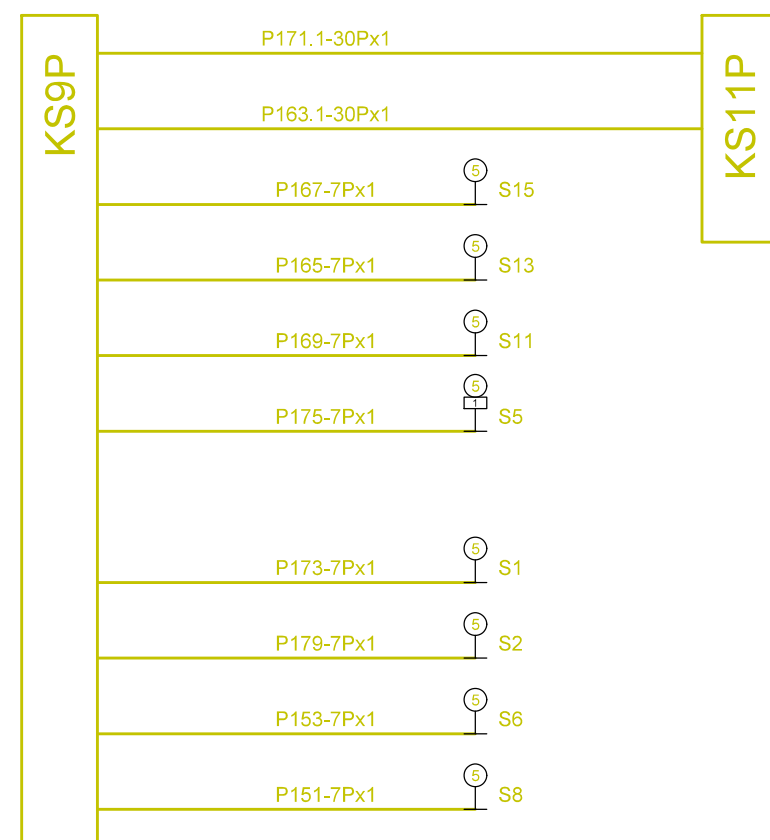 KS9P
P171.1-30Px1
KS11P
P163.1-30Px1
5
P167-7Px1 S15
5
P165-7Px1 S13
5
P169-7Px1 S11
5
1
P175-7Px1 S5
5
P173-7Px1 S1
5
P179-7Px1 S2
5
P153-7Px1 S6
5
P151-7Px1 S8